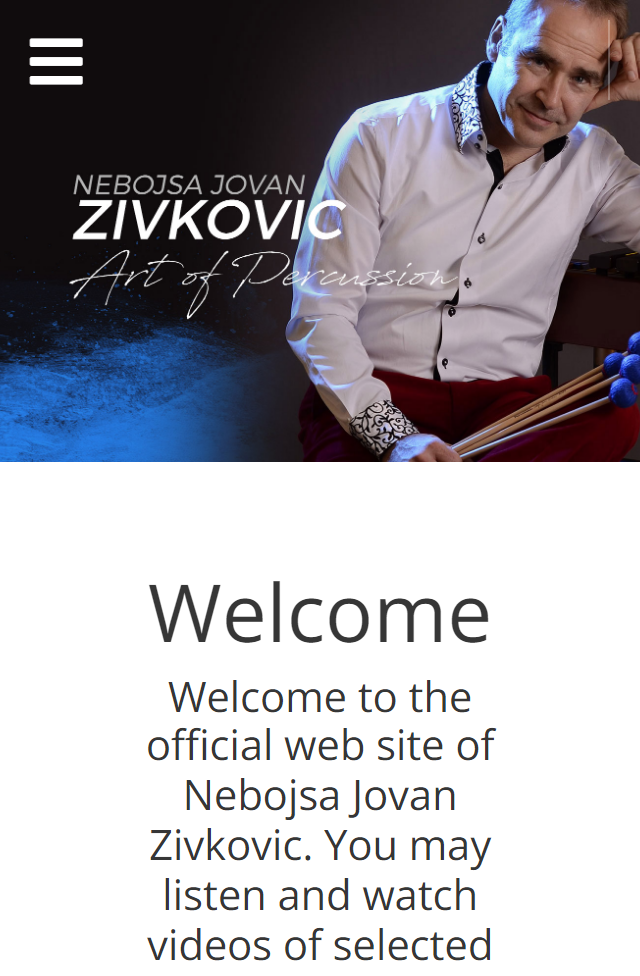 NEBOJSA JOVAN
ZIVKOVIC
Art of Percussion
Welcome
Welcome to the
official web site of
Nebojsa Jovan
Zivkovic. You may
listen and watch
videos of selected